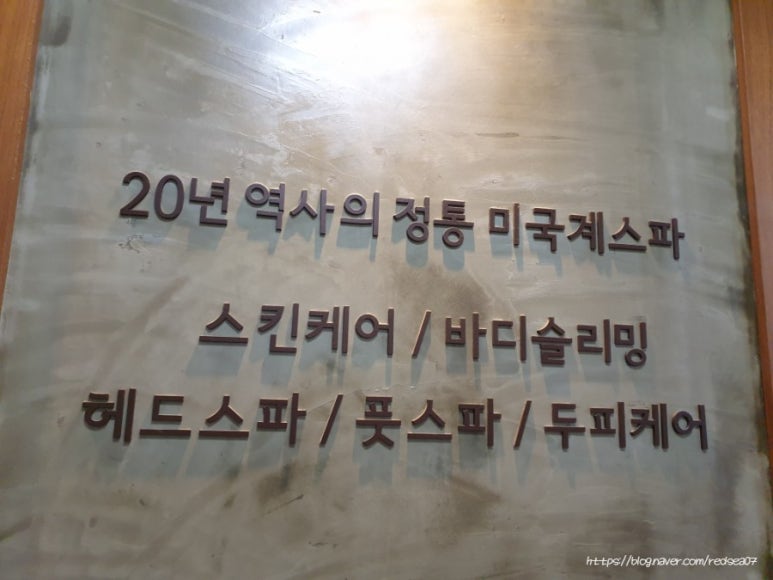 20년 역사의 정통 미국계스파
스킨케어 / 바디슬리밍
헤드스파 / 풋스파 / 두피케어
https://blog.naver.com/redsea07